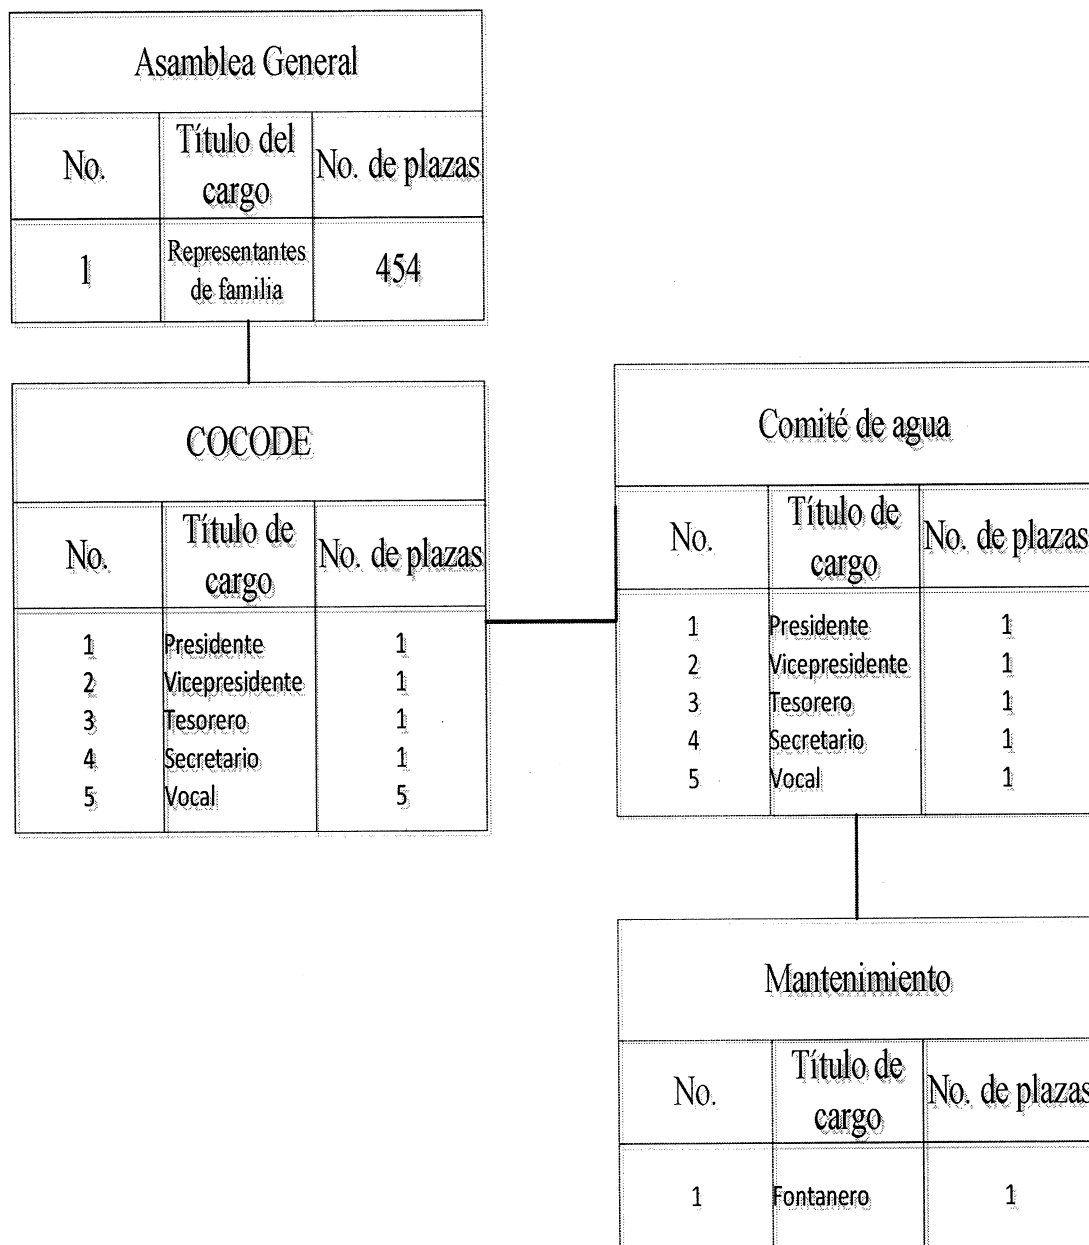 Asamblea General
No. Título del cargo No. de plazas
1 Representantes de familia 454
COCODE
No. Título de cargo No. de plazas
1 Presidente 1
2 Vicepresidente 1
3 Tesorero 1
4 Secretario 1
5 Vocal 5
Comité de agua
No. Título de cargo No. de plazas
1 Presidente 1
2 Vicepresidente 1
3 Tesorero 1
4 Secretario 1
5 Vocal 1
Mantenimiento
No. Título de cargo No. de plazas
1 Fontanero 1